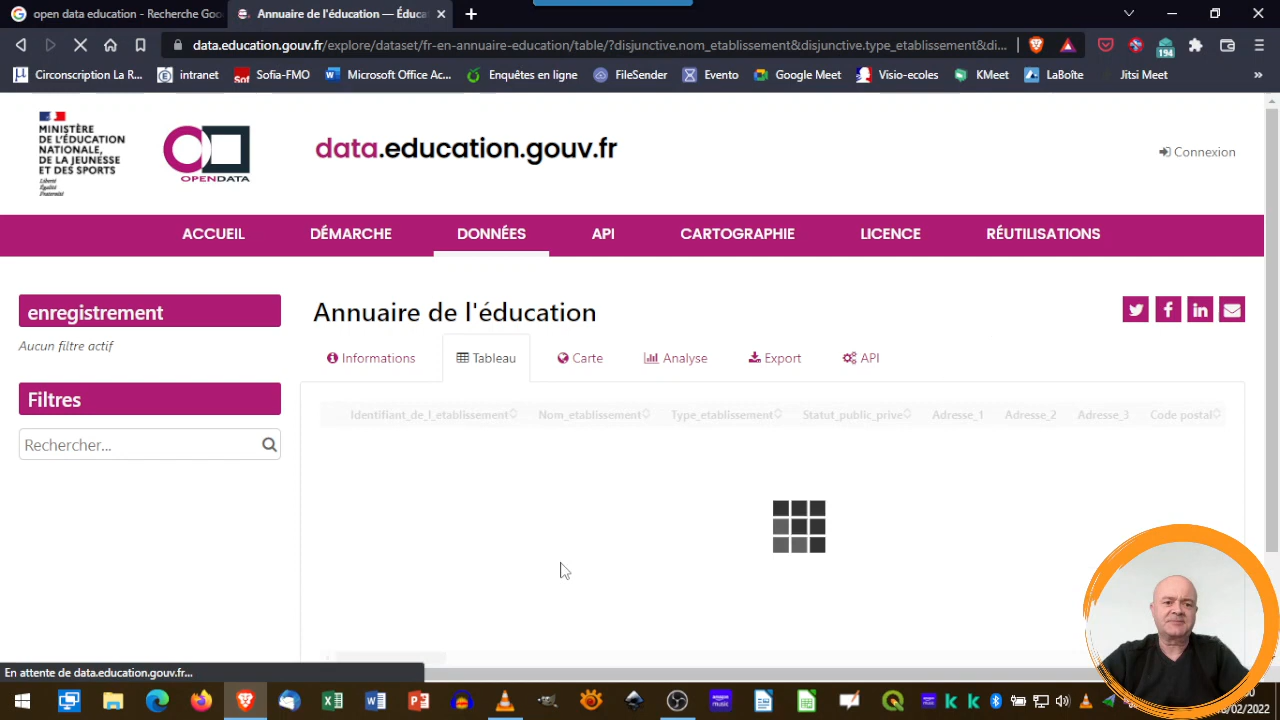 open data education - Recherche Goo
Annuaire de l'éducation — Éduca
data.education.gouv.fr/explore/dataset/fr-en-annuaire-education/table/?disjunctive.nom_etablissement&disjunctive.type_etablissement&di...
194
Circonscription La R...
intranet
Sofia-FMO
Microsoft Office Ac...
Enquêtes en ligne
FileSender
Evento
Google Meet
Visio-ecoles
KMeet
LaBoîte
Jitsi Meet
»
MINISTÈRE
DE L'ÉDUCATION
NATIONALE,
DE LA JEUNESSE
ET DES SPORTS
Liberté
Égalité
Fraternité
OPENDATA
data.education.gouv.fr
Connexion
ACCUEIL
DÉMARCHE
DONNÉES
API
CARTOGRAPHIE
LICENCE
RÉUTILISATIONS
enregistrement
Aucun filtre actif
Filtres
Rechercher...
Annuaire de l'éducation
Informations
Tableau
Carte
Analyse
Export
API
Identifiant_de_l_etablissement
Nom_etablissement
Type_etablissement
Statut_public_prive
Adresse_1
Adresse_2
Adresse_3
Code postal
En attente de data.education.gouv.fr...